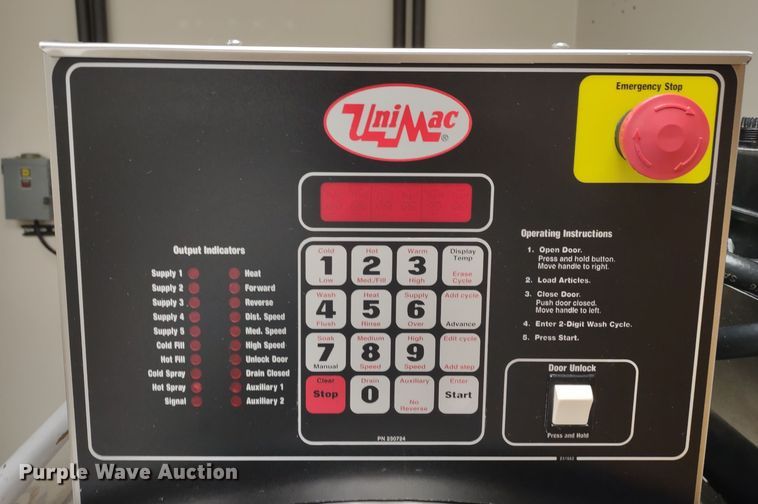 Emergency Stop
UniMac®
Operating Instructions
1. Open Door.
Press and hold button.
Move handle to right.
2. Load Articles.
3. Close Door.
Push door closed.
Move handle to left.
4. Enter 2-Digit Wash Cycle.
5. Press Start.
Output Indicators
Supply 1 Heat
Supply 2 Forward
Supply 3 Reverse
Supply 4 Dist. Speed
Supply 5 Med. Speed
Cold Fill High Speed
Hot Fill Unlock Door
Cold Spray Drain Closed
Hot Spray Auxiliary 1
Signal Auxiliary 2
Cold 1 Low
Hot 2 Med./Fill
Warm 3 High
Display Temp Erase Cycle
Wash 4 Flush
Heat 5 Rinse
Supply 6 Over
Add cycle Advance
Soak 7 Manual
Medium 8 Speed
High 9 Speed
Edit cycle Add step
Clear Stop
Drain 0
Auxiliary No Reverse
Enter Start
PN 890784
Door Unlock
Press and Hold
Purple Wave Auction